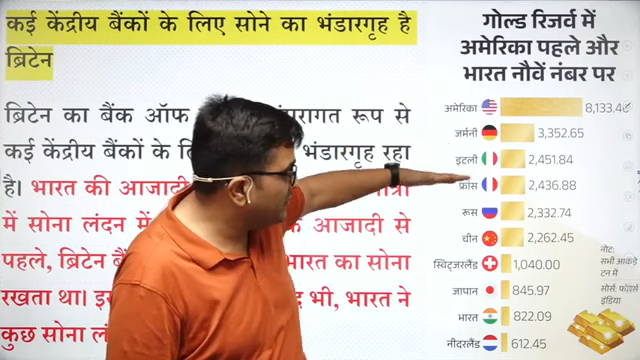 कई केंद्रीय बैंकों के लिए सोने का भंडारगृह है
ब्रिटेन
ब्रिटेन का बैंक ऑफ रूप से
कई केंद्रीय बैंकों के भंडारगृह रहा
है। भारत की आजादी
में सोना लंदन में के आजादी से
पहले, ब्रिटेन भारत का सोना
रखता था। भी, भारत ने
कुछ सोना
गोल्ड रिजर्व में
अमेरिका पहले और
भारत नौवें नंबर पर
अमेरिका 8,133.46
जर्मनी 3,352.65
इटली 2,451.84
फ्रांस 2,436.88
रूस 2,332.74
चीन 2,262.45
स्विट्जरलैंड 1,040.00
जापान 845.97
भारत 822.09
नीदरलैंड 612.45
नोट:
सभी आंकड़े
टन में
सोर्स: फोर्ब्स
इंडिया